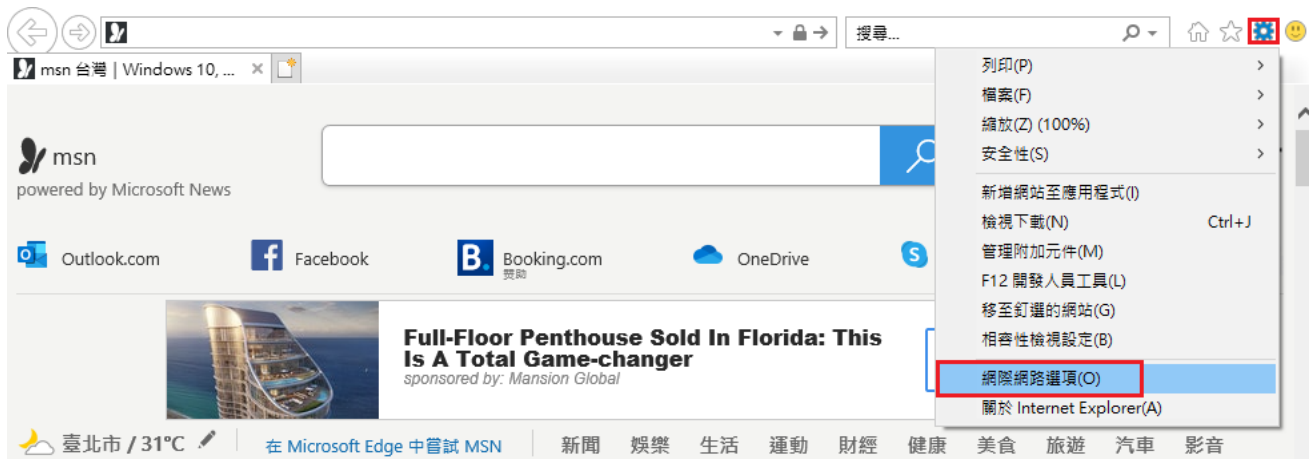 搜尋...
msn 台灣 | Windows 10, ...
列印(P)
檔案(F)
縮放(Z) (100%)
安全性(S)
新增網站至應用程式(I)
檢視下載(N) Ctrl+J
管理附加元件(M)
F12 開發人員工具(L)
移至釘選的網站(G)
相容性檢視設定(B)
網際網路選項(O)
關於 Internet Explorer(A)
msn
powered by Microsoft News
Outlook.com
Facebook
B.
Booking.com
赞助
OneDrive
Full-Floor Penthouse Sold In Florida: This
Is A Total Game-changer
sponsored by: Mansion Global
臺北市 / 31°C
在 Microsoft Edge 中嘗試 MSN
新聞 娛樂 生活 運動 財經 健康 美食 旅遊 汽車 影音